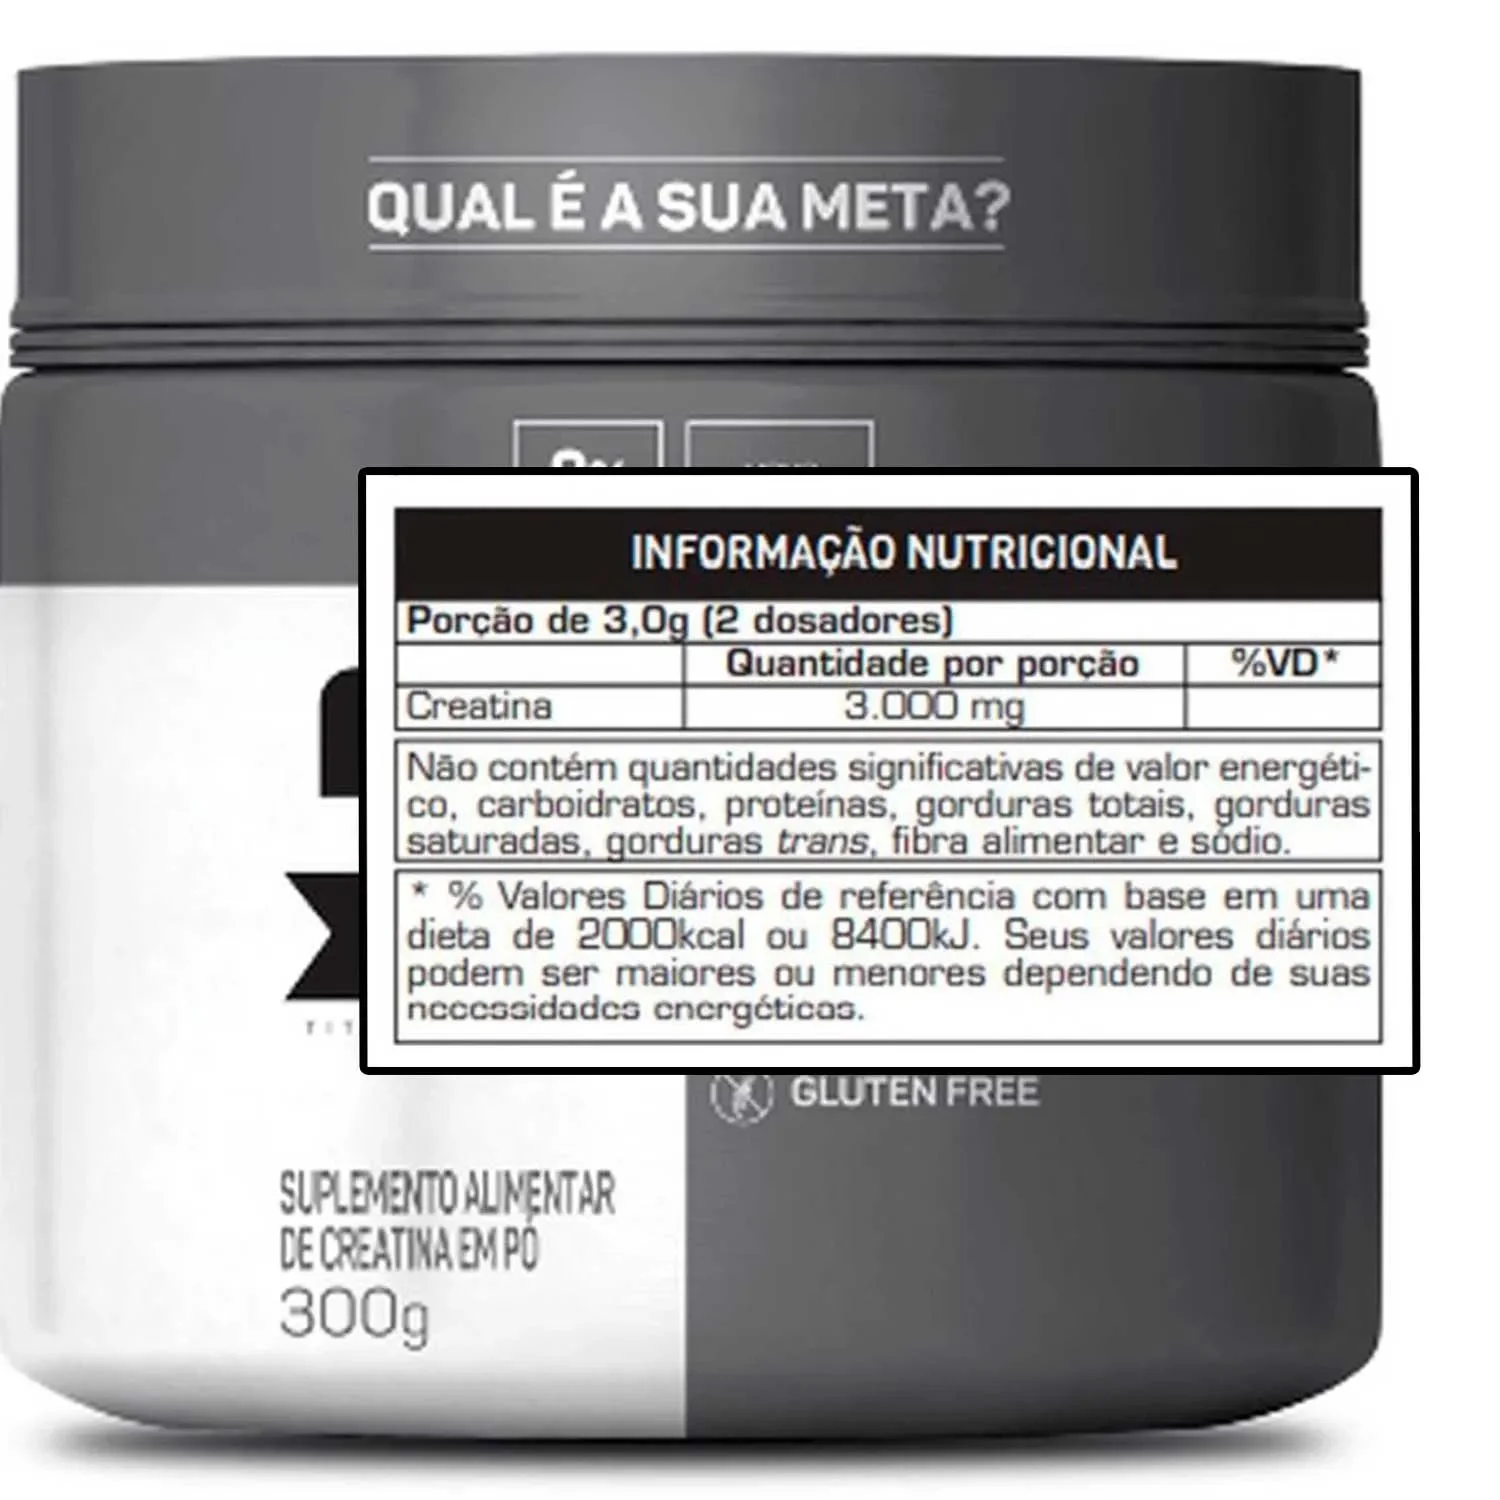 QUAL É A SUA META?
INFORMAÇÃO NUTRICIONAL
Porção de 3,0g (2 dosadores)
Quantidade por porção %VD*
Creatina 3.000 mg
Não contém quantidades significativas de valor energéti-
co, carboidratos, proteínas, gorduras totais, gorduras
saturadas, gorduras trans, fibra alimentar e sódio.
* % Valores Diários de referência com base em uma
dieta de 2000kcal ou 8400kJ. Seus valores diários
podem ser maiores ou menores dependendo de suas
necessidades energéticas.
GLUTEN FREE
SUPLEMENTO ALIMENTAR
DE CREATINA EM PÓ
300g